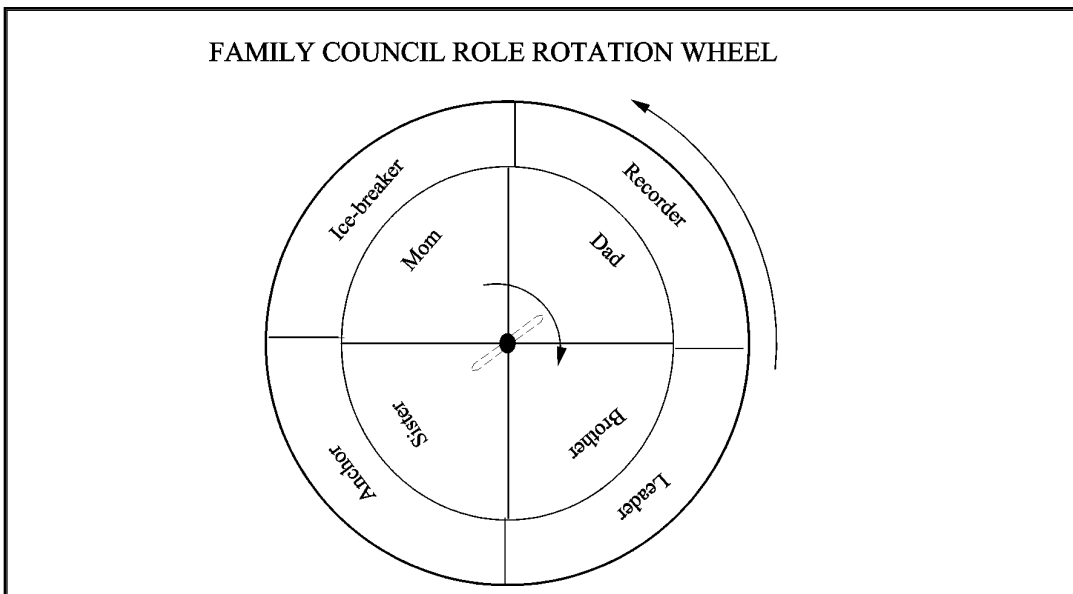 FAMILY COUNCIL ROLE ROTATION WHEEL
Ice-breaker
Recorder
Mom
Dad
Sister
Brother
Anchor
Leader